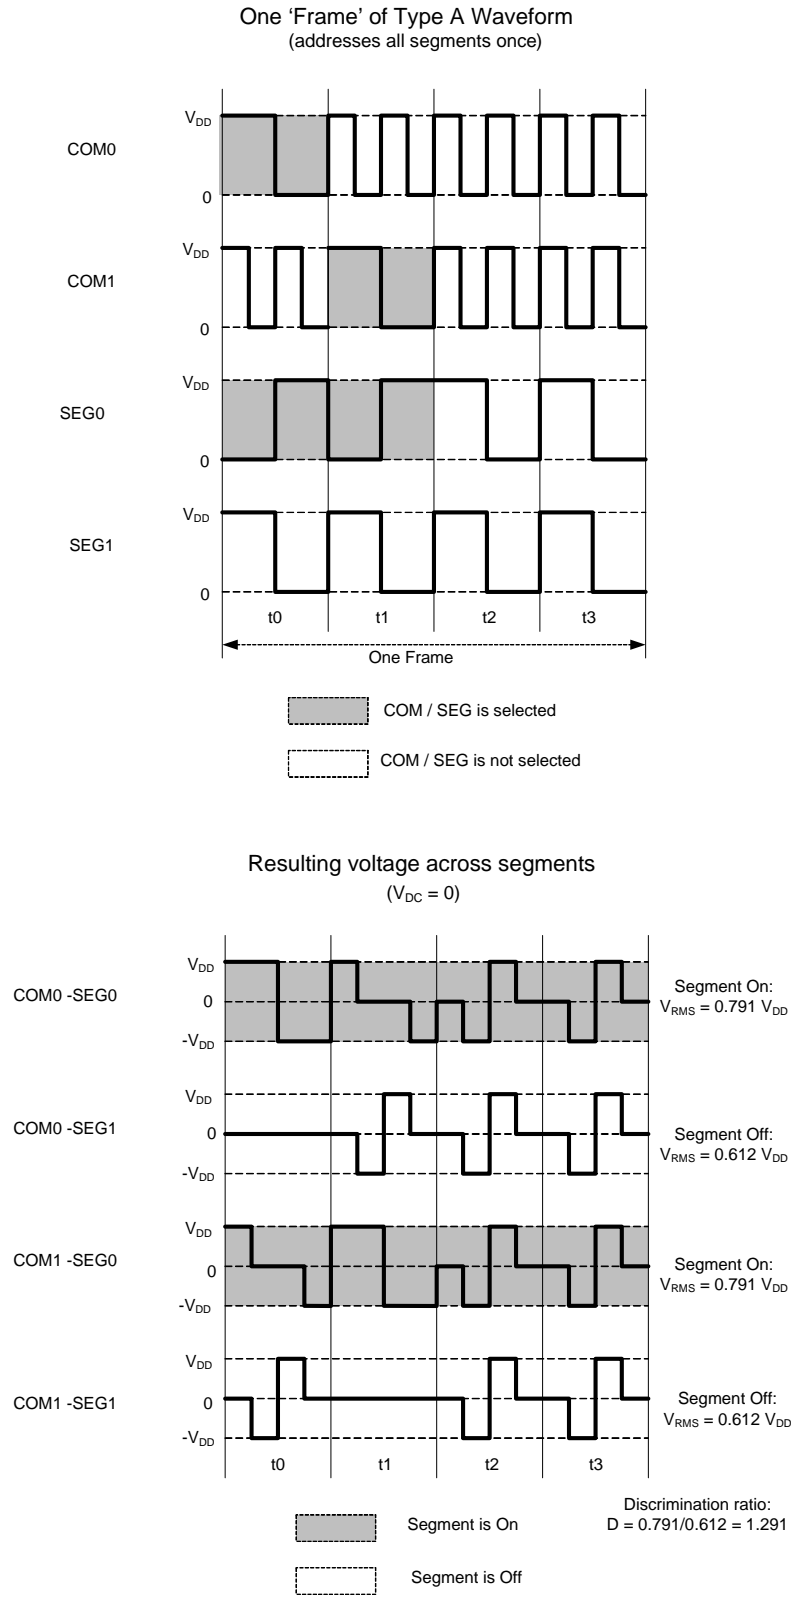 One ‘Frame’ of Type A Waveform
(addresses all segments once)
VDD
COM0
0
VDD
COM1
0
VDD
SEG0
0
VDD
SEG1
0
t0 t1 t2 t3
One Frame
COM / SEG is selected
COM / SEG is not selected
Resulting voltage across segments
(VDC = 0)
VDD
COM0 -SEG0
0
-VDD
Segment On:
VRMS = 0.791 VDD
VDD
COM0 -SEG1
0
-VDD
Segment Off:
VRMS = 0.612 VDD
VDD
COM1 -SEG0
0
-VDD
Segment On:
VRMS = 0.791 VDD
VDD
COM1 -SEG1
0
-VDD
Segment Off:
VRMS = 0.612 VDD
t0 t1 t2 t3
Segment is On
Discrimination ratio:
D = 0.791/0.612 = 1.291
Segment is Off